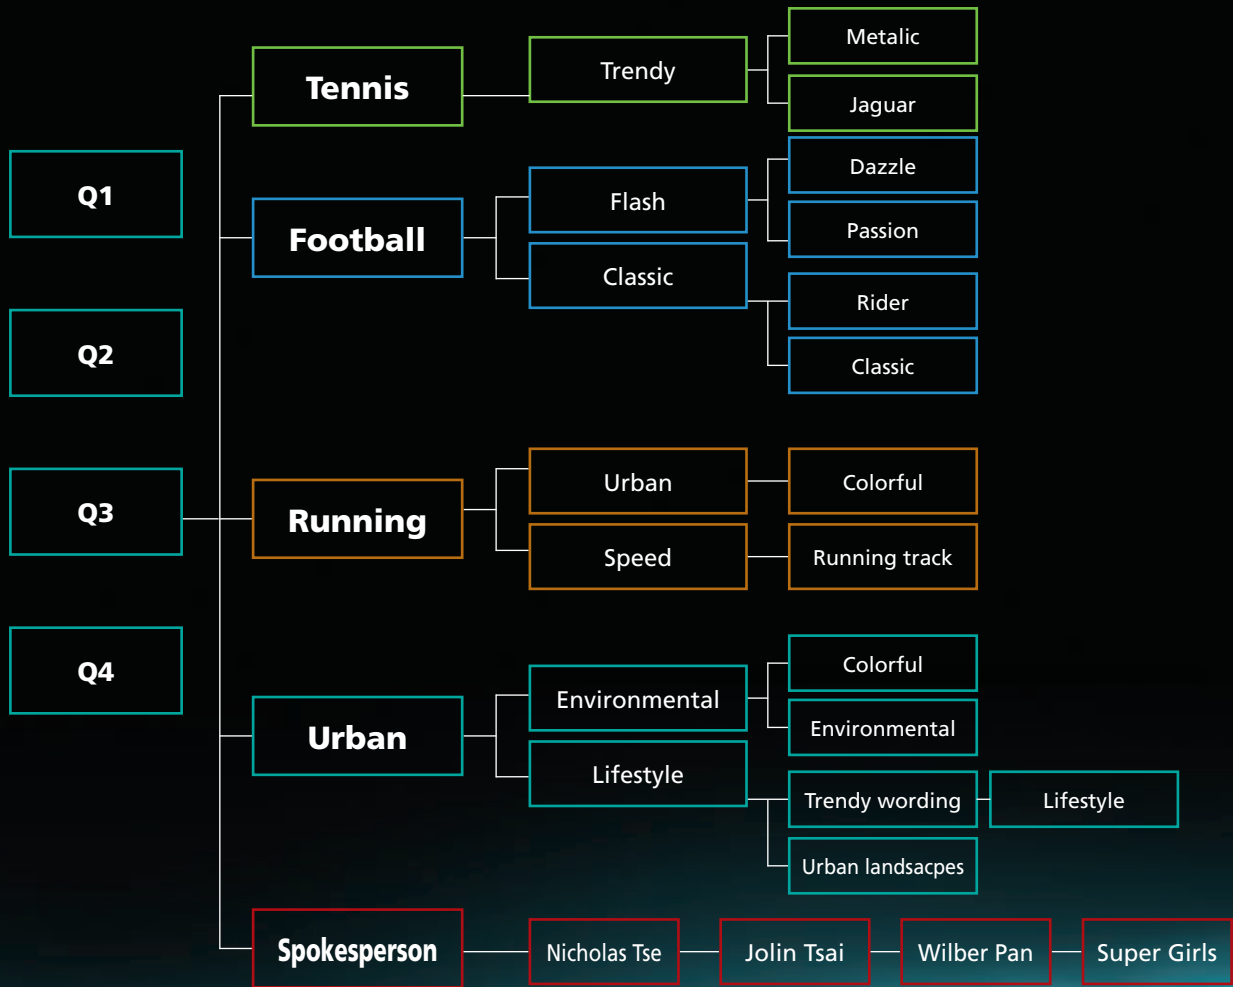 Q1
Q2
Q3
Q4
Tennis
Trendy
Metalic
Jaguar
Football
Flash
Dazzle
Passion
Classic
Rider
Classic
Running
Urban
Colorful
Speed
Running track
Urban
Environmental
Colorful
Environmental
Lifestyle
Trendy wording
Lifestyle
Urban landsacpes
Spokesperson
Nicholas Tse
Jolin Tsai
Wilber Pan
Super Girls